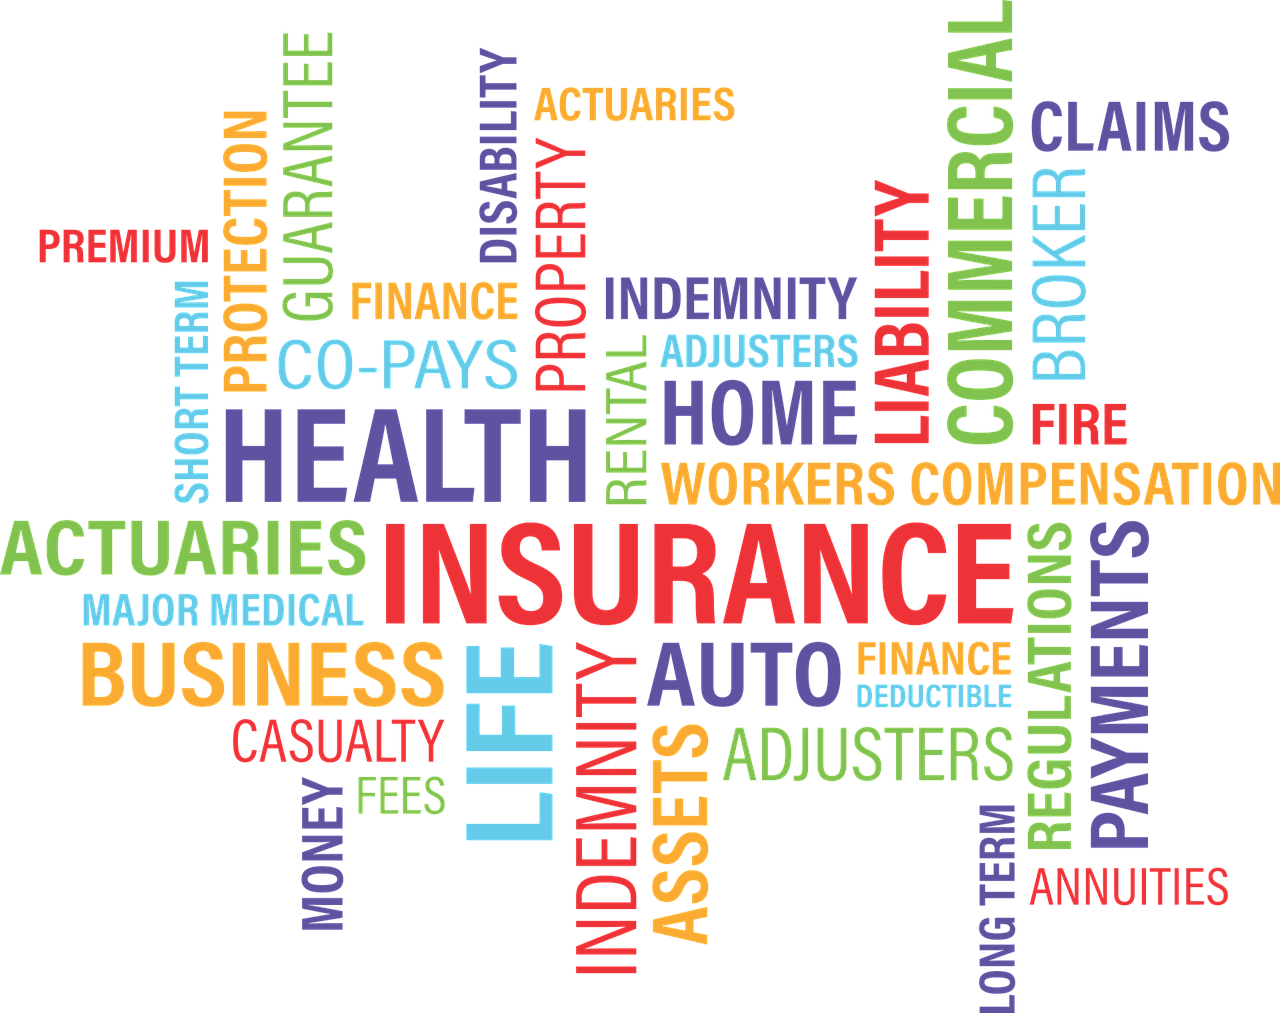 COMMERCIAL
GUARANTEE
DISABILITY
ACTUARIES
CLAIMS
PROTECTION
PROPERTY
BROKER
LIABILITY
PREMIUM
SHORT TERM
FINANCE
INDEMNITY
CO-PAYS
RENTAL
ADJUSTERS
HOME
HEALTH
FIRE
WORKERS COMPENSATION
ACTUARIES
INSURANCE
REGULATIONS
PAYMENTS
MAJOR MEDICAL
BUSINESS
LIFE
INDEMNITY
AUTO
FINANCE
DEDUCTIBLE
CASUALTY
ASSETS
ADJUSTERS
MONEY
FEES
LONG TERM
ANNUITIES